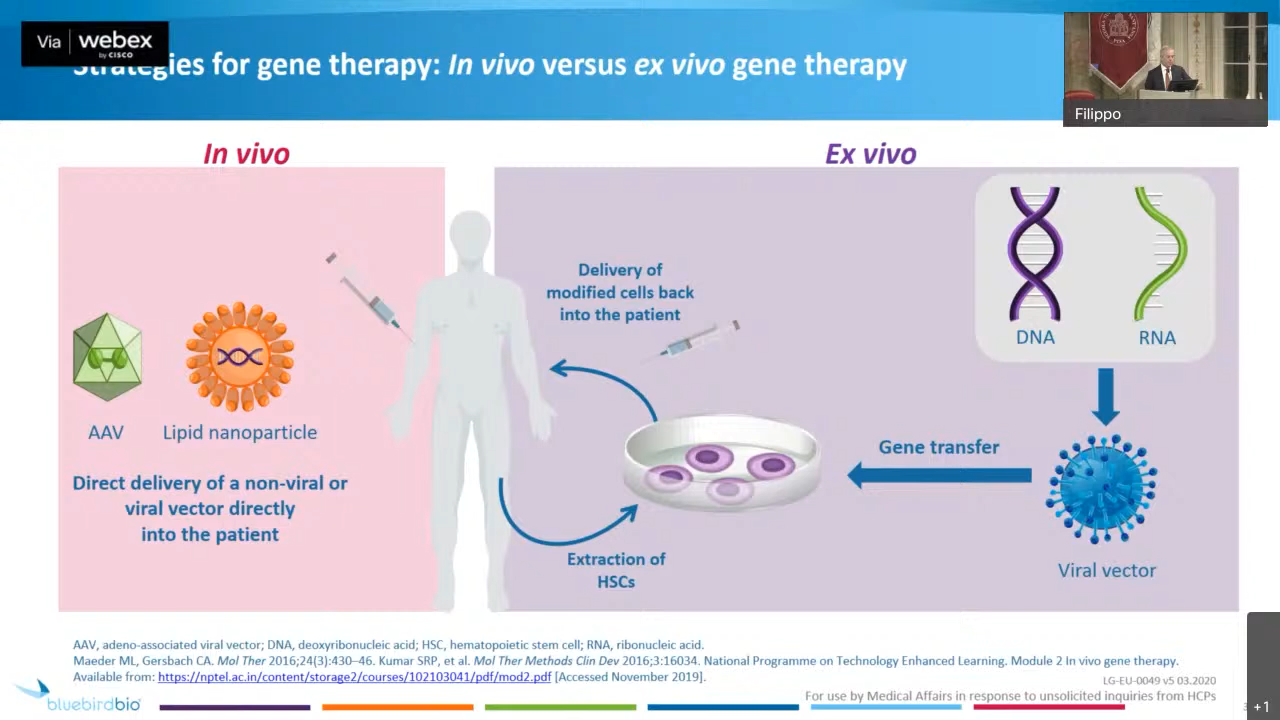 Via webex
by CISCO
Strategies for gene therapy: In vivo versus ex vivo gene therapy
Filippo
In vivo
Ex vivo
AAV
Lipid nanoparticle
Direct delivery of a non-viral or
viral vector directly
into the patient
Delivery of
modified cells back
into the patient
Extraction of
HSCs
DNA
RNA
Gene transfer
Viral vector
AAV, adeno-associated viral vector; DNA, deoxyribonucleic acid; HSC, hematopoietic stem cell; RNA, ribonucleic acid.
Maeder ML, Gersbach CA. Mol Ther 2016;24(3):430–46. Kumar SRP, et al. Mol Ther Methods Clin Dev 2016;3:16034. National Programme on Technology Enhanced Learning. Module 2 In vivo gene therapy.
Available from: https://nptel.ac.in/content/storage2/courses/102103041/pdf/mod2.pdf [Accessed November 2019].
LG-EU-0049 v5 03.2020
For use by Medical Affairs in response to unsolicited inquiries from HCPs
bluebirdbio
+1